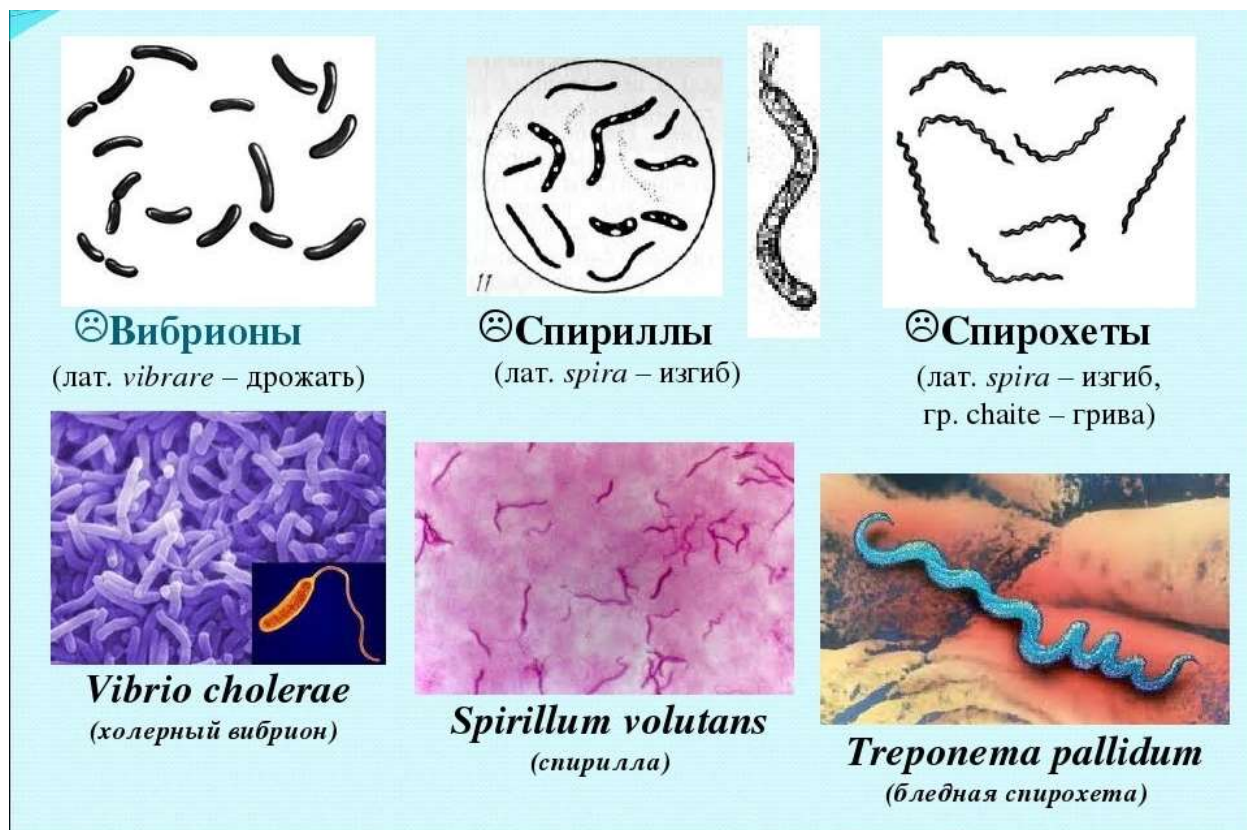 11
☹Вибрионы
(лат. vibrare – дрожать)
☹Спириллы
(лат. spira – изгиб)
☹Спирохеты
(лат. spira – изгиб,
гр. chaite – грива)
Vibrio cholerae
(холерный вибрион)
Spirillum volutans
(спирилла)
Treponema pallidum
(бледная спирохета)